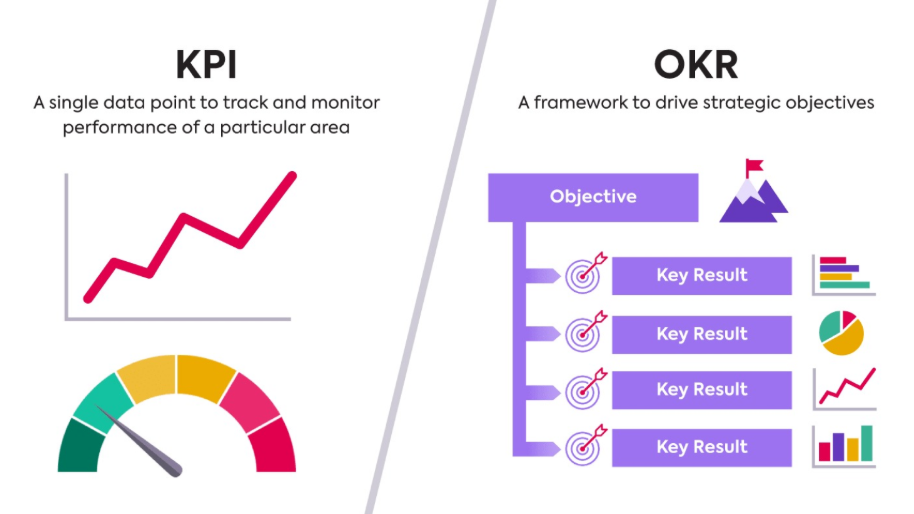 KPI
A single data point to track and monitor
performance of a particular area
OKR
A framework to drive strategic objectives
Objective
Key Result
Key Result
Key Result
Key Result